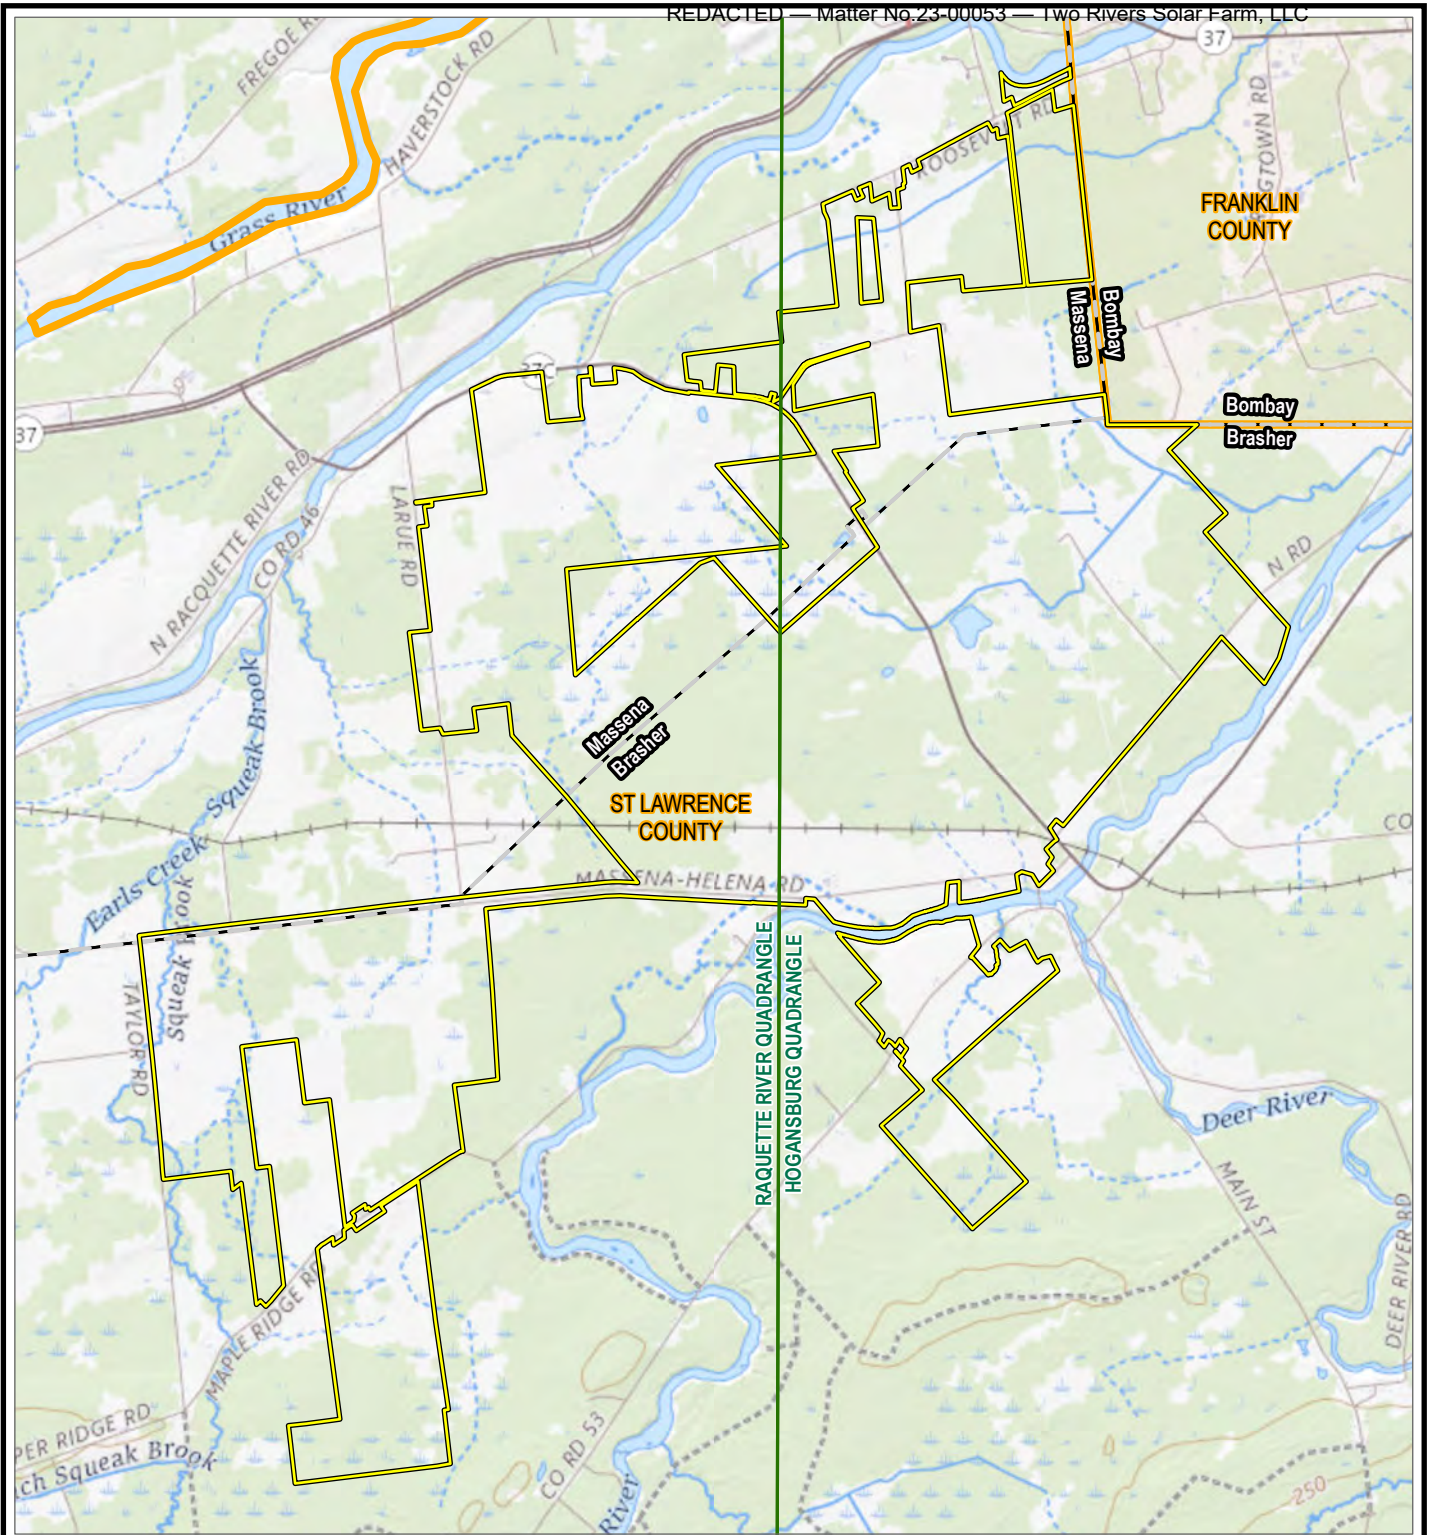 REDACTED — Matter No.23-00053 — Two Rivers Solar Farm, LLC
FREGOE RD
HAVERSTOCK RD
37
ROOSEVELT RD
FRANKLIN
COUNTY
Grass River
Massena
Bombay
37C
Bombay
Brasher
37
N RACQUETTE RIVER RD
CO RD 46
LARUE RD
N RD
Squeak Brook
Massena
Brasher
ST LAWRENCE
COUNTY
CO
Earls Creek
MASSENA-HELENA RD
Squeak Brook
TAYLOR RD
RAQUETTE RIVER QUADRANGLE
HOGANSBURG QUADRANGLE
Deer River
MAIN ST
DEER RIVER RD
MAPLE RIDGE RD
PER RIDGE RD
ch Squeak Brook
CO RD 53
River
250